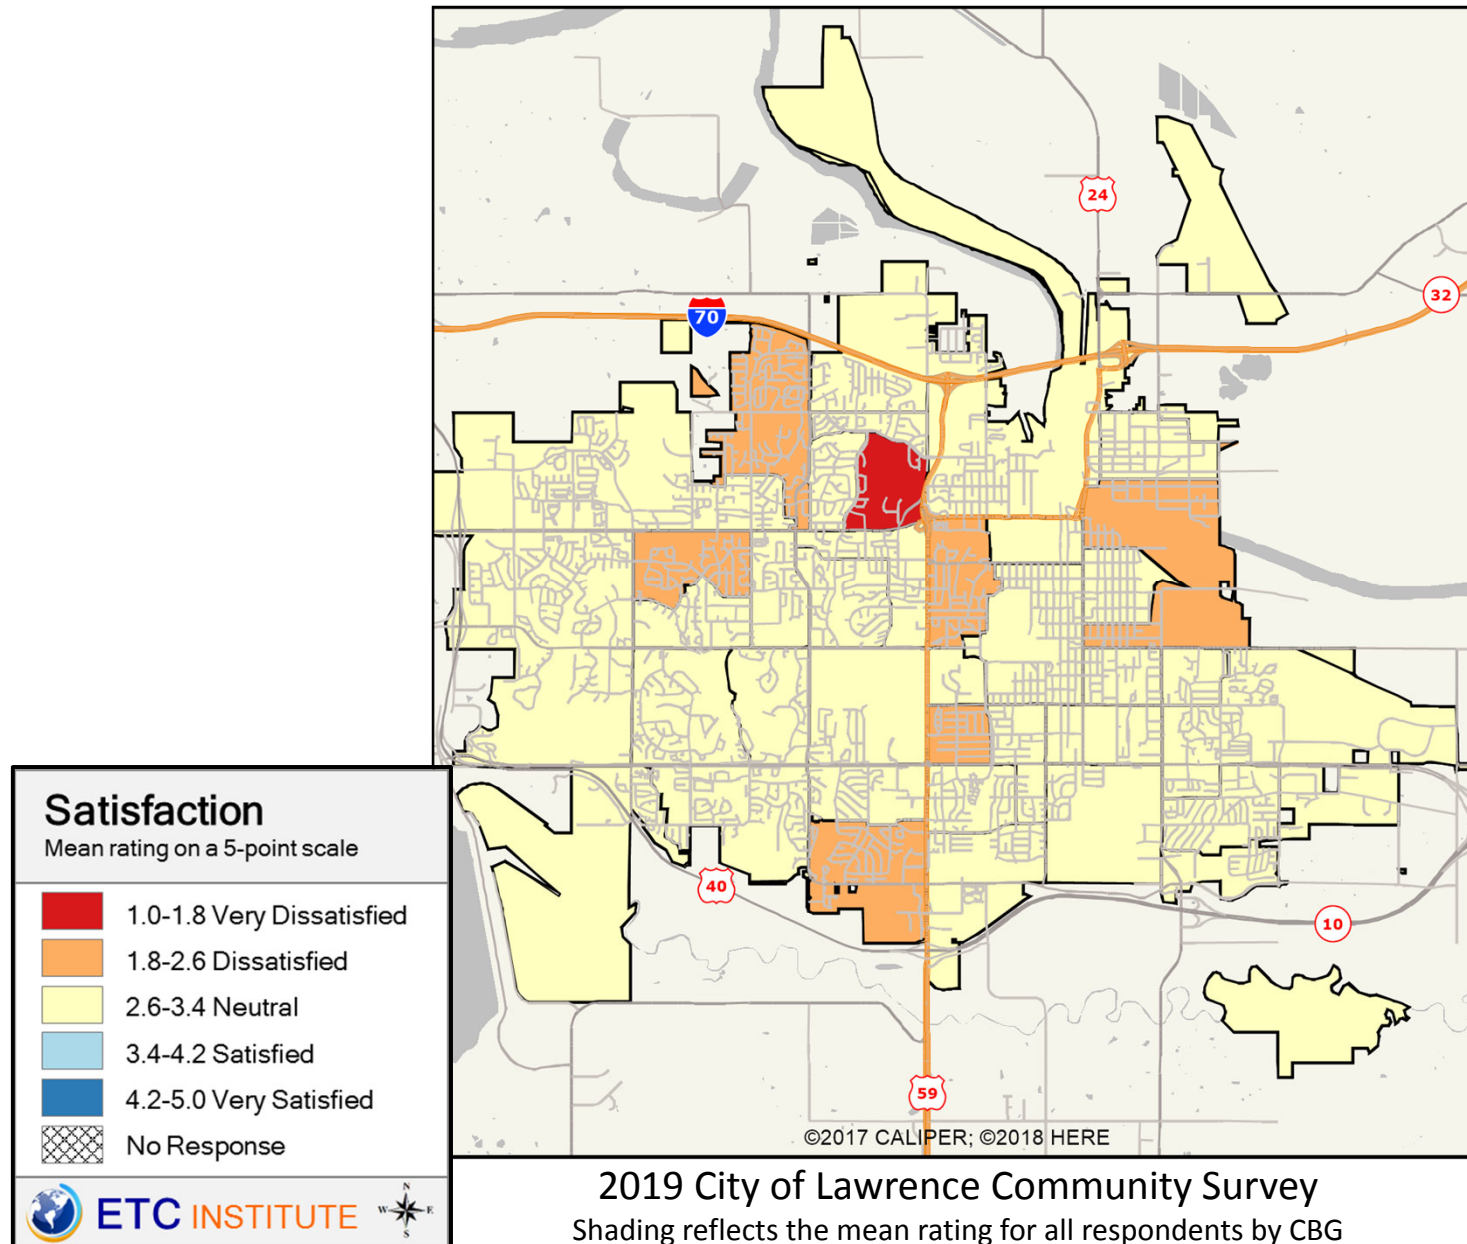 24
32
70
40
10
59
©2017 CALIPER; ©2018 HERE
Satisfaction
Mean rating on a 5-point scale
1.0-1.8 Very Dissatisfied
1.8-2.6 Dissatisfied
2.6-3.4 Neutral
3.4-4.2 Satisfied
4.2-5.0 Very Satisfied
No Response
ETC INSTITUTE
N
W E
S
2019 City of Lawrence Community Survey
Shading reflects the mean rating for all respondents by CBG